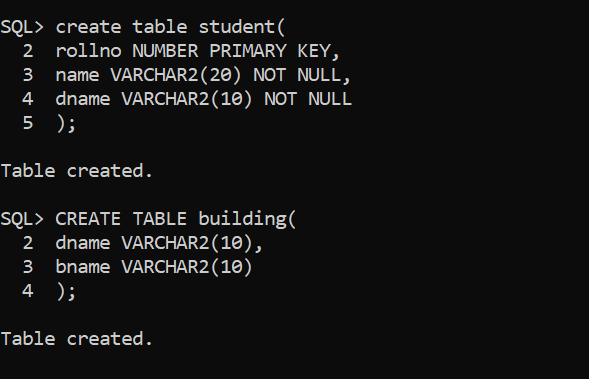 SQL> create table student(
  2  rollno NUMBER PRIMARY KEY,
  3  name VARCHAR2(20) NOT NULL,
  4  dname VARCHAR2(10) NOT NULL
  5  );
Table created.
SQL> CREATE TABLE building(
  2  dname VARCHAR2(10),
  3  bname VARCHAR2(10)
  4  );
Table created.